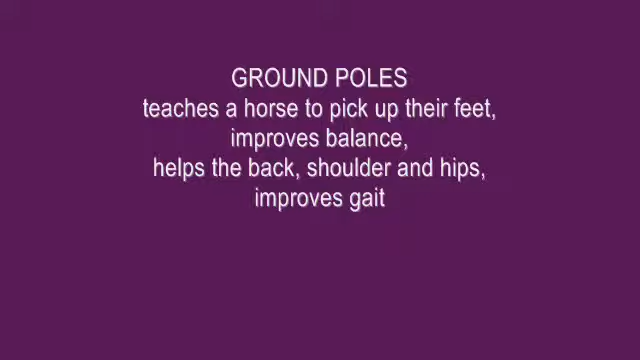 GROUND POLES
teaches a horse to pick up their feet,
improves balance,
helps the back, shoulder and hips,
improves gait